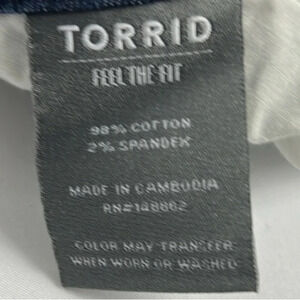 TORRID
FEEL THE FIT
98% COTTON
2% SPANDEX
MADE IN CAMBODIA
RN#148862
COLOR MAY TRANSFER
WHEN WORN OR WASHED